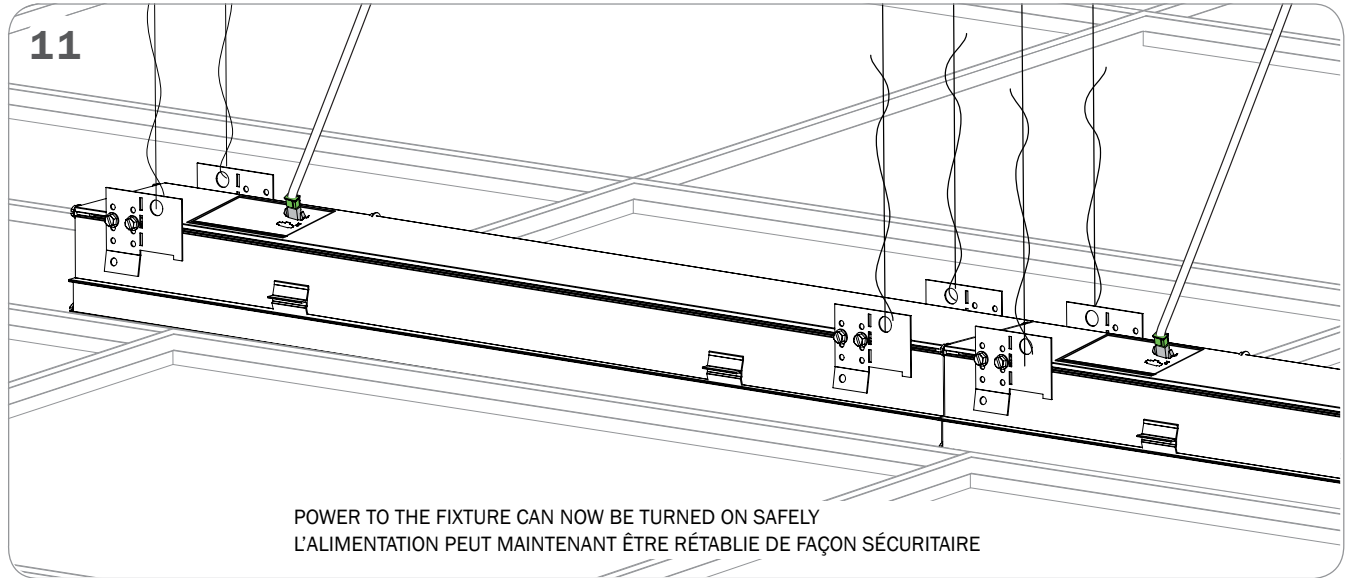 11
POWER TO THE FIXTURE CAN NOW BE TURNED ON SAFELY
L'ALIMENTATION PEUT MAINTENANT ÊTRE RÉTABLIE DE FAÇON SÉCURITAIRE